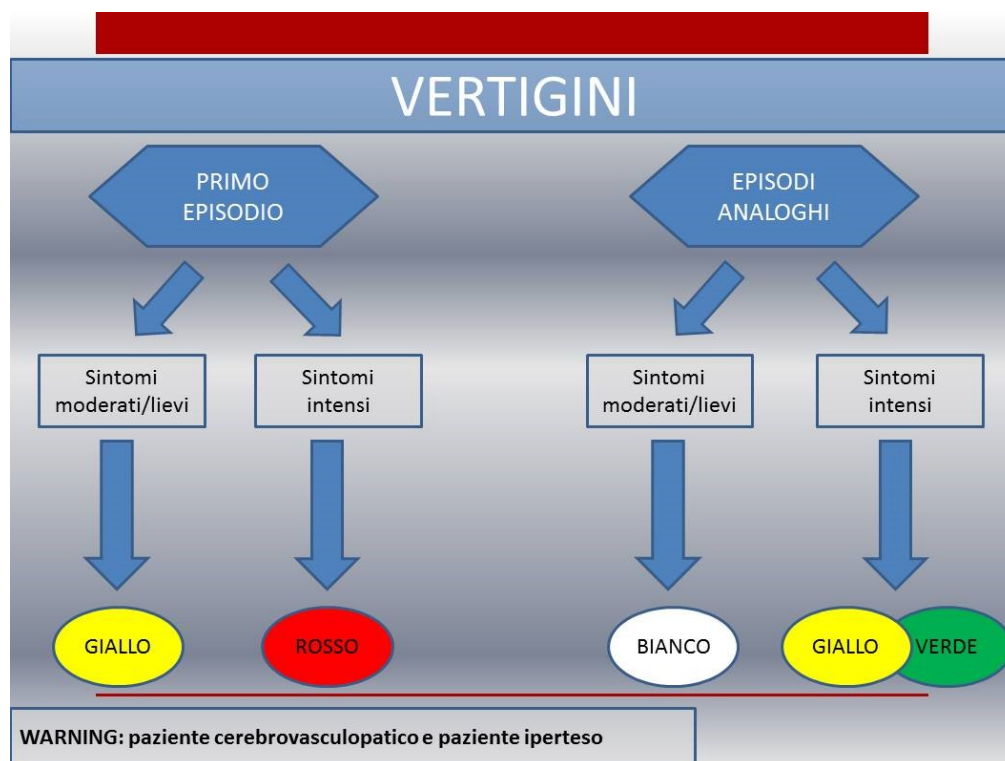 VERTIGINI
PRIMO
EPISODIO
EPISODI
ANALOGHI
Sintomi
moderati/lievi
Sintomi
intensi
Sintomi
moderati/lievi
Sintomi
intensi
GIALLO
ROSSO
BIANCO
GIALLO
VERDE
WARNING: paziente cerebrovasculopatico e paziente iperteso